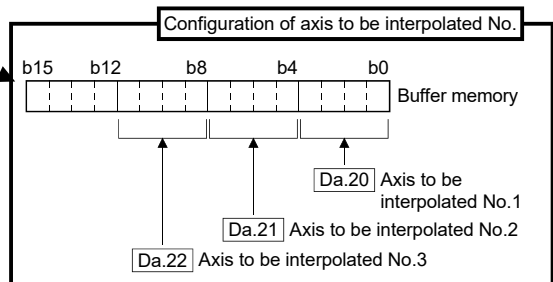 Configuration of axis to be interpolated No.
b15 b12 b8 b4 b0
Buffer memory
Da.20 Axis to be
interpolated No.1
Da.21 Axis to be interpolated No.2
Da.22 Axis to be interpolated No.3